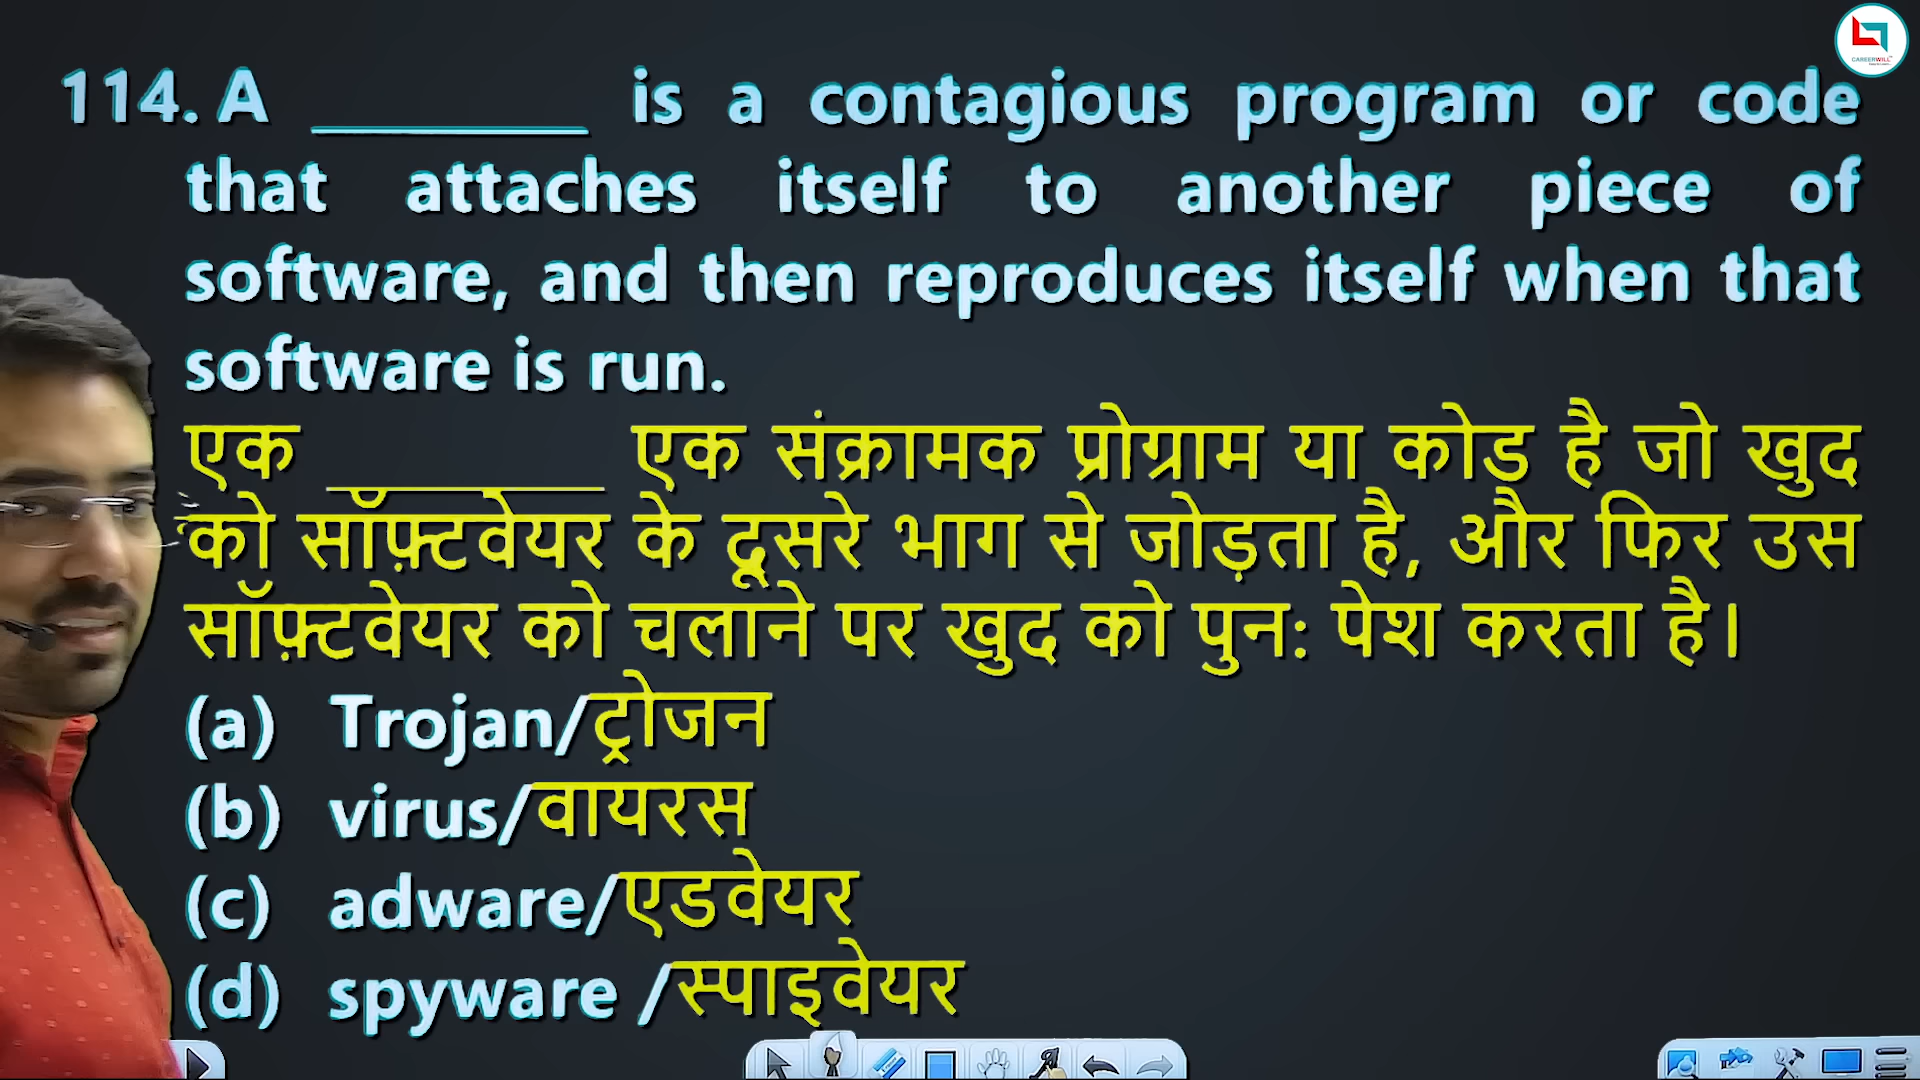 CAREERWILL
114. A ________ is a contagious program or code
that attaches itself to another piece of
software, and then reproduces itself when that
software is run.
एक ________ एक संक्रामक प्रोग्राम या कोड है जो खुद
को सॉफ़्टवेयर के दूसरे भाग से जोड़ता है, और फिर उस
सॉफ़्टवेयर को चलाने पर खुद को पुन: पेश करता है।
(a) Trojan/ट्रोजन
(b) virus/वायरस
(c) adware/एडवेयर
(d) spyware /स्पाइवेयर